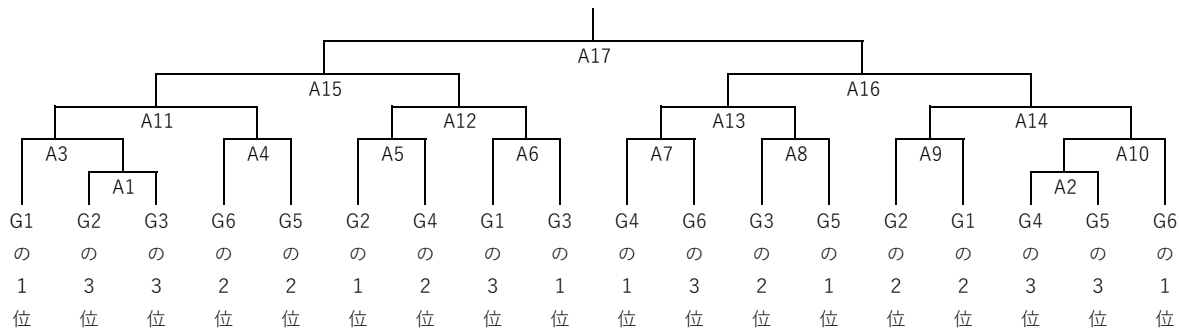 A17
A15 A16
A11 A12 A13 A14
A3 A4 A5 A6 A7 A8 A9 A10
A1 A2
G1 G2 G3 G6 G5 G2 G4 G1 G3 G4 G6 G3 G5 G2 G1 G4 G5 G6
の の の の の の の の の の の の の の の の の の
1 3 3 2 2 1 2 3 1 1 3 2 1 2 2 3 3 1
位 位 位 位 位 位 位 位 位 位 位 位 位 位 位 位 位 位